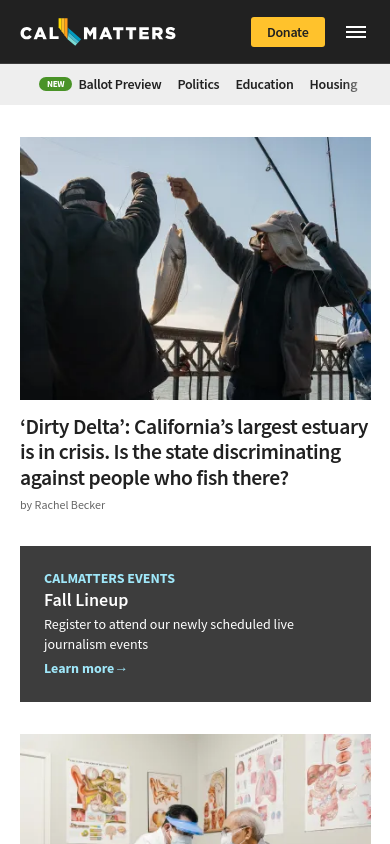 CALMATTERS
Donate
NEW Ballot Preview Politics Education Housing
‘Dirty Delta’: California’s largest estuary
is in crisis. Is the state discriminating
against people who fish there?
by Rachel Becker
CALMATTERS EVENTS
Fall Lineup
Register to attend our newly scheduled live
journalism events
Learn more→